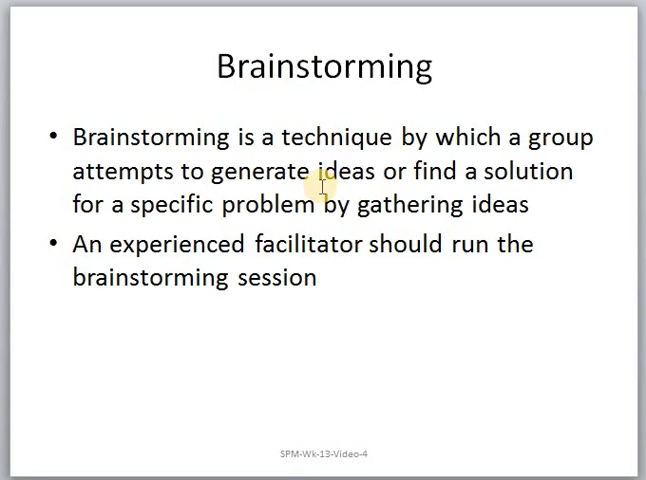 Brainstorming
• Brainstorming is a technique by which a group
attempts to generate ideas or find a solution
for a specific problem by gathering ideas
• An experienced facilitator should run the
brainstorming session
SPM-Wk-13-Video-4